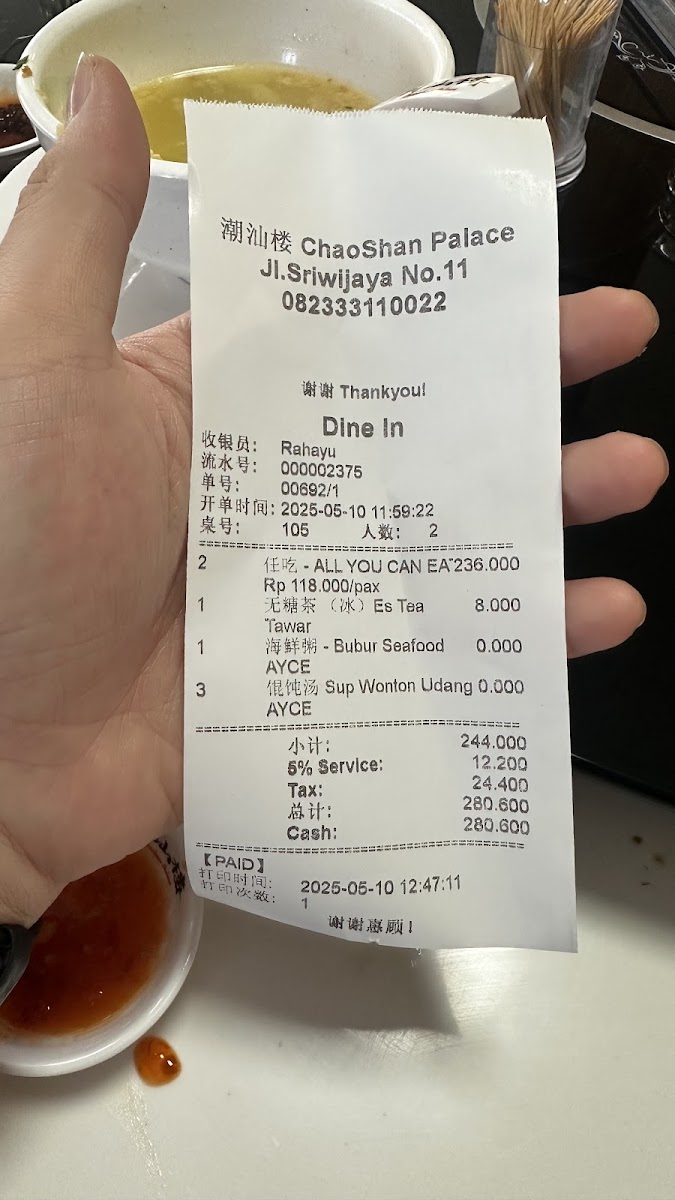 潮汕楼 ChaoShan Palace
Jl.Sriwijaya No.11
082333110022
谢谢 Thankyou!
Dine In
收银员: Rahayu
流水号: 000002375
单号: 00692/1
开单时间: 2025-05-10 11:59:22
桌号: 105 人数: 2
2 任吃 - ALL YOU CAN EA 236.000
Rp 118.000/pax
1 无糖茶 （冰）Es Tea 8.000
Tawar
1 海鲜粥 - Bubur Seafood 0.000
AYCE
3 馄饨汤 Sup Wonton Udang 0.000
AYCE
小计: 244.000
5% Service: 12.200
Tax: 24.400
总计: 280.600
Cash: 280.600
【PAID】
打印时间: 2025-05-10 12:47:11
打印次数: 1
谢谢惠顾！